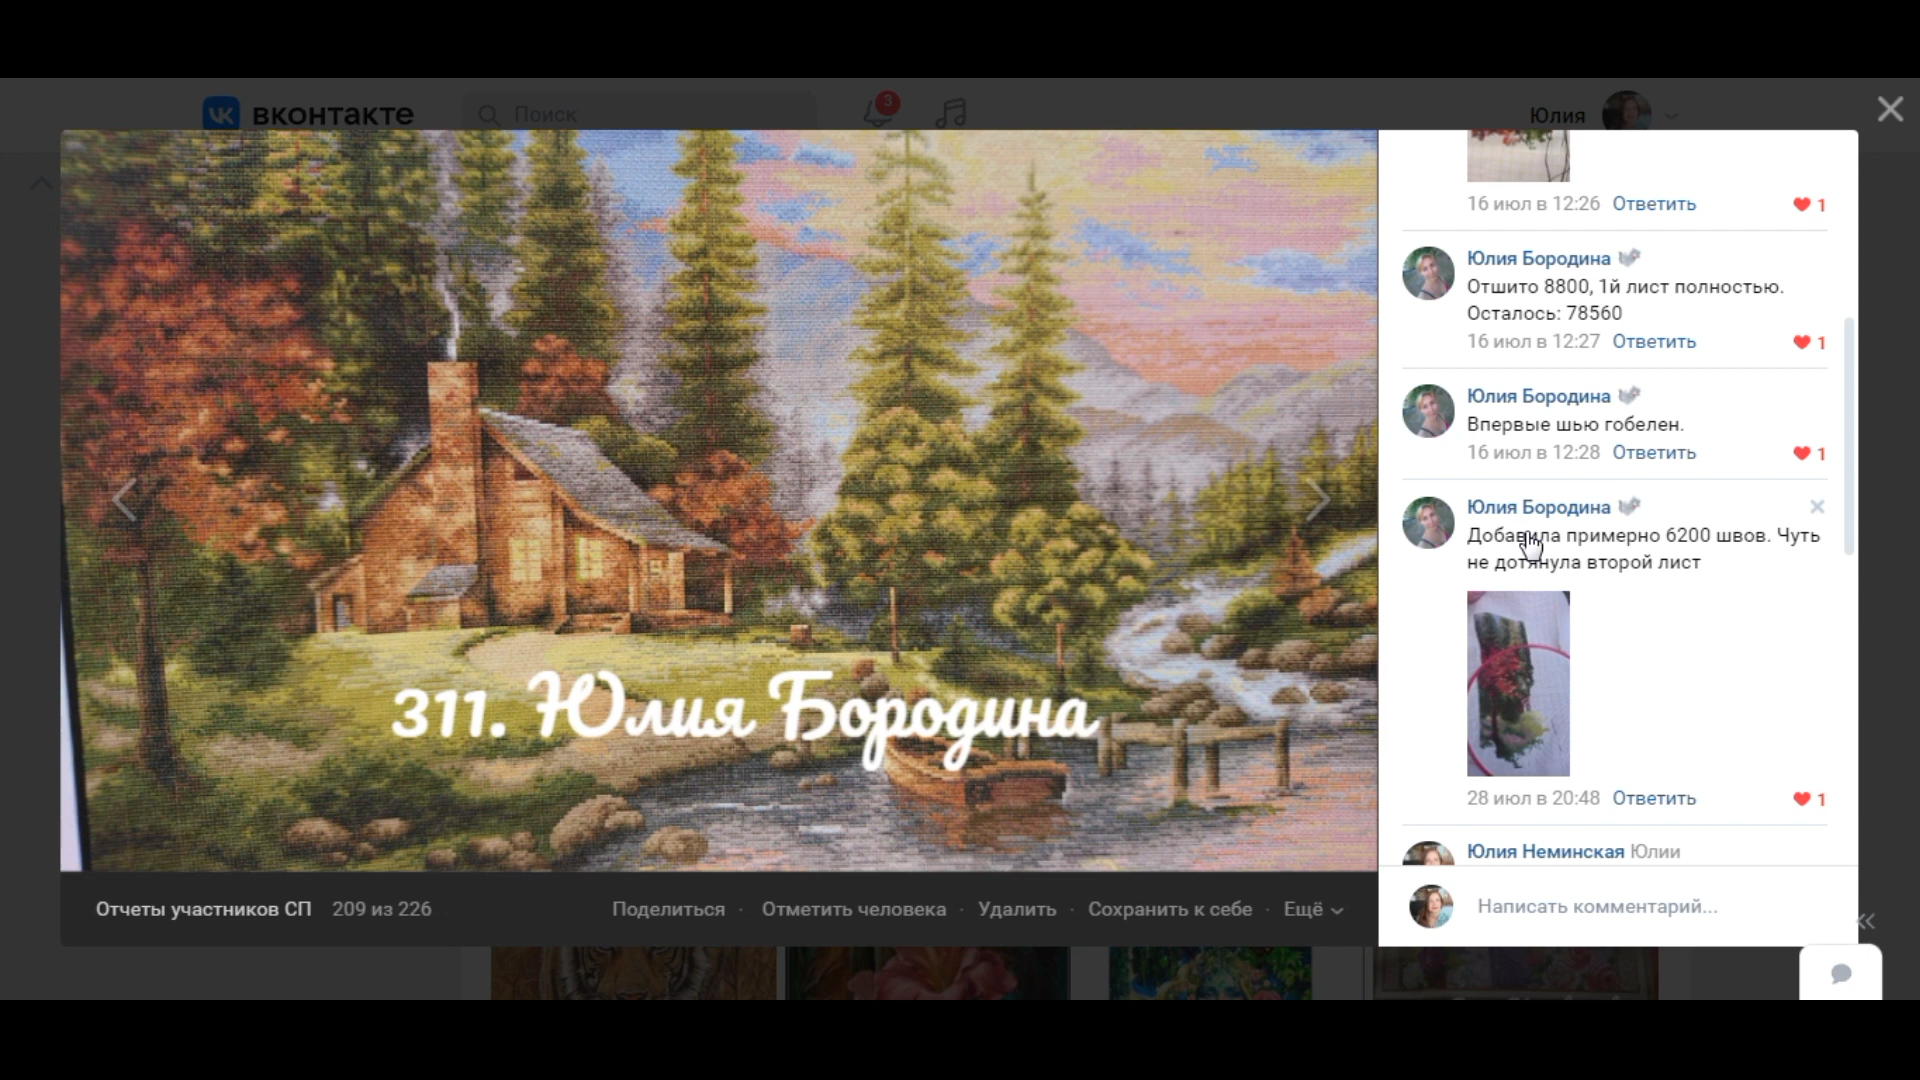 вконтакте
Поиск
3
Юлия
311. Юлия Бородина
Отчеты участников СП 209 из 226
Поделиться · Отметить человека · Удалить · Сохранить к себе · Ещё
16 июл в 12:26 Ответить 1
Юлия Бородина
Отшито 8800, 1й лист полностью.
Осталось: 78560
16 июл в 12:27 Ответить 1
Юлия Бородина
Впервые шью гобелен.
16 июл в 12:28 Ответить 1
Юлия Бородина
Добавила примерно 6200 швов. Чуть
не дотянула второй лист
28 июл в 20:48 Ответить 1
Юлия Неминская Юлии
Написать комментарий...